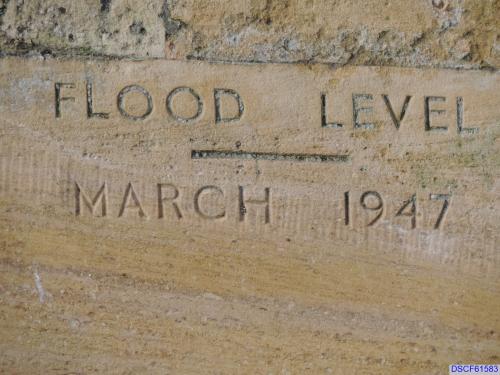 FLOOD LEVEL
MARCH 1947
DSCF61583